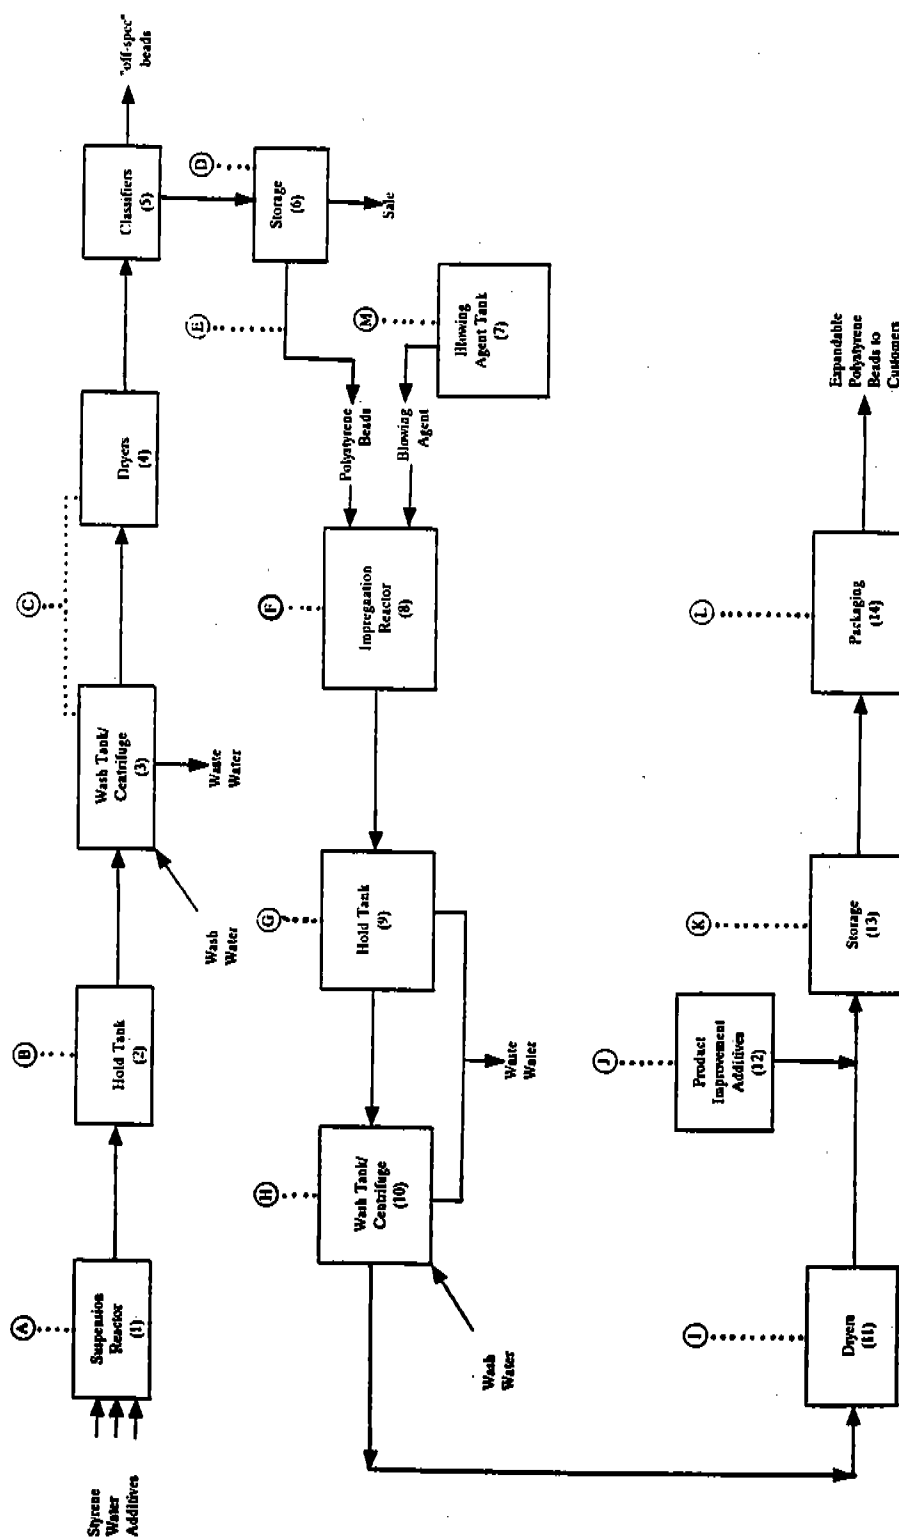 Styrene
Water
Additives
A
Suspension
Reactor
(1)
B
Hold Tank
(2)
Wash
Water
C
Wash Tank/
Centrifuge
(3)
Waste
Water
Dryers
(4)
Classifiers
(5)
"off-spec"
beads
D
Storage
(6)
Sale
E
Polystyrene
Beads
M
Blowing
Agent Tank
(7)
Blowing
Agent
F
Impregnation
Reactor
(8)
G
Hold Tank
(9)
Waste
Water
H
Wash Tank/
Centrifuge
(10)
Wash
Water
I
Dryers
(11)
J
Product
Improvement
Additives
(12)
K
Storage
(13)
L
Packaging
(14)
Expandable
Polystyrene
Beads to
Customers